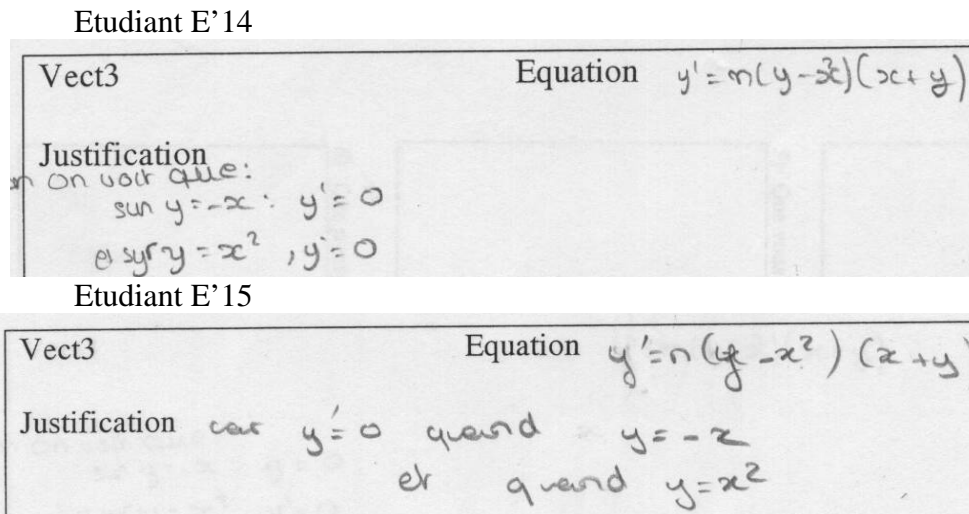 Etudiant E'14
Vect3 Equation y'=n(y-x²)(x+y)
Justification
On voit que:
sur y=-x : y'=0
et sur y=x², y'=0
Etudiant E'15
Vect3 Equation y'=n(y-x²)(x+y)
Justification car y'=0 quand y=-x
et quand y=x²